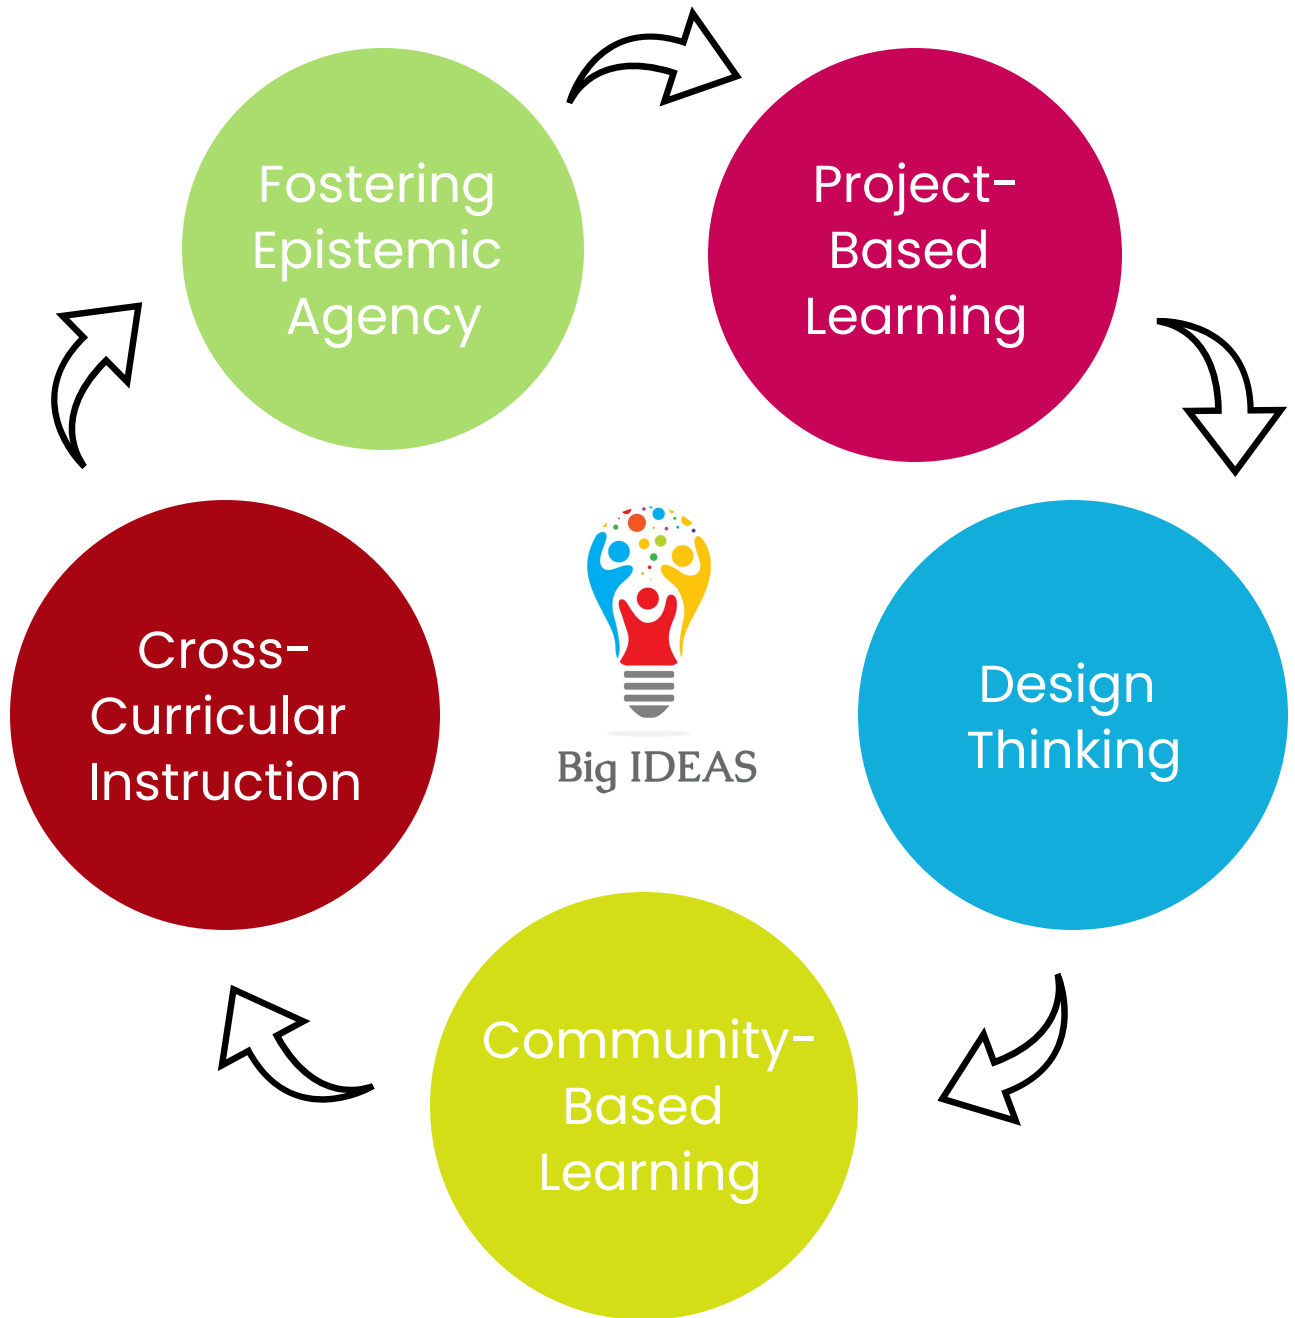 Fostering
Epistemic
Agency
Project-
Based
Learning
Cross-
Curricular
Instruction
Big IDEAS
Design
Thinking
Community-
Based
Learning